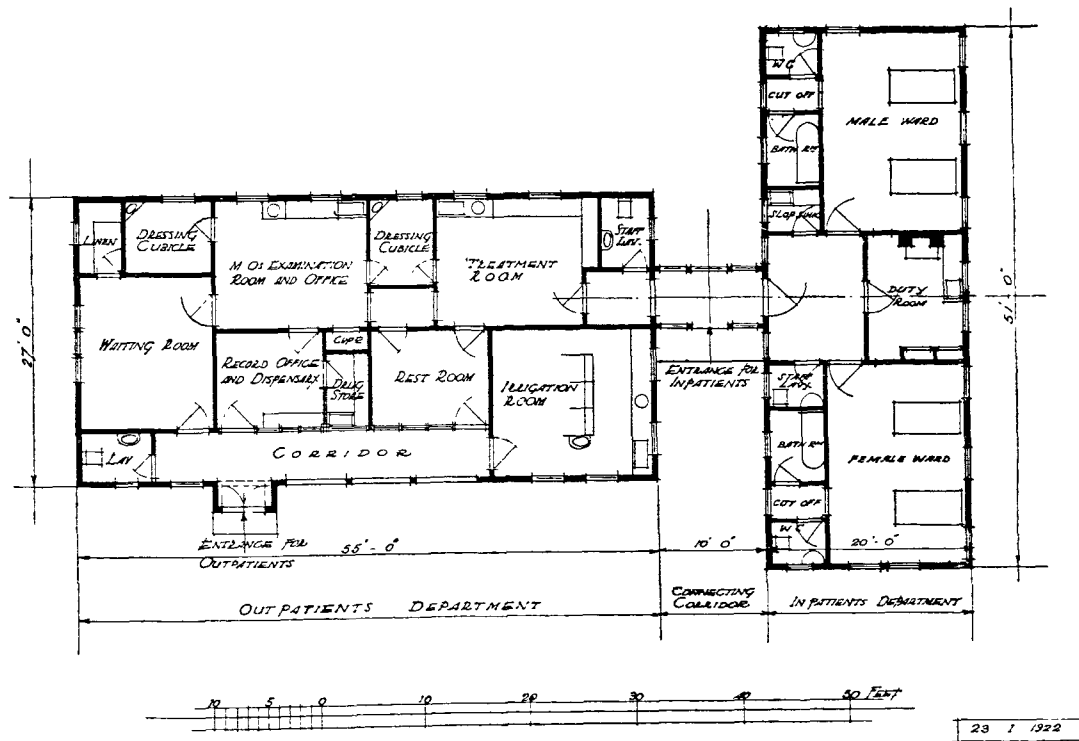 WC
CUT OFF
BATH RM
SLOP SINK
MALE WARD
LINEN
DRESSING
CUBICLE
M Os EXAMINATION
ROOM AND OFFICE
DRESSING
CUBICLE
TREATMENT
ROOM
STAFF
LAV.
DUTY
ROOM
27'.0"
51'.0"
WAITING ROOM
RECORD OFFICE
AND DISPENSARY
CUPD
DRUG
STORE
REST ROOM
IRRIGATION
ROOM
ENTRANCE FOR
INPATIENTS
STAFF
LAVY
BATH RM
CUT OFF
WC
FEMALE WARD
LAV
CORRIDOR
ENTRANCE FOR
OUTPATIENTS
55'-0"
10' 0"
20'-0"
OUTPATIENTS DEPARTMENT
CONNECTING
CORRIDOR
INPATIENTS DEPARTMENT
10 5 0 10 20 30 40 50 FEET
23 I 1922